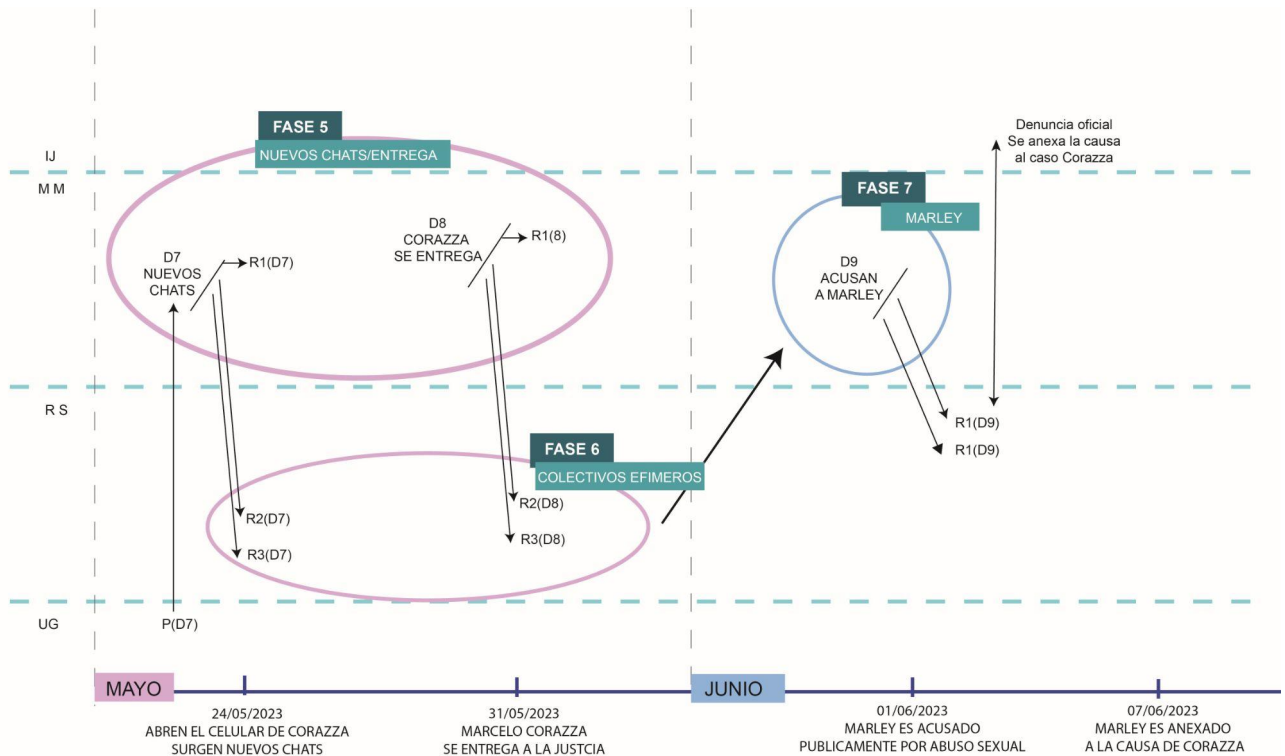 FASE 5
NUEVOS CHATS/ENTREGA
Denuncia oficial
Se anexa la causa
al caso Corazza
IJ
M M
FASE 7
MARLEY
D8
CORAZZA
SE ENTREGA
R1(8)
D7
NUEVOS
CHATS
R1(D7)
D9
ACUSAN
A MARLEY
R S
R1(D9)
R1(D9)
FASE 6
COLECTIVOS EFIMEROS
R2(D8)
R3(D8)
R2(D7)
R3(D7)
UG
P(D7)
MAYO
JUNIO
24/05/2023
ABREN EL CELULAR DE CORAZZA
SURGEN NUEVOS CHATS
31/05/2023
MARCELO CORAZZA
SE ENTREGA A LA JUSTCIA
01/06/2023
MARLEY ES ACUSADO
PUBLICAMENTE POR ABUSO SEXUAL
07/06/2023
MARLEY ES ANEXADO
A LA CAUSA DE CORAZZA